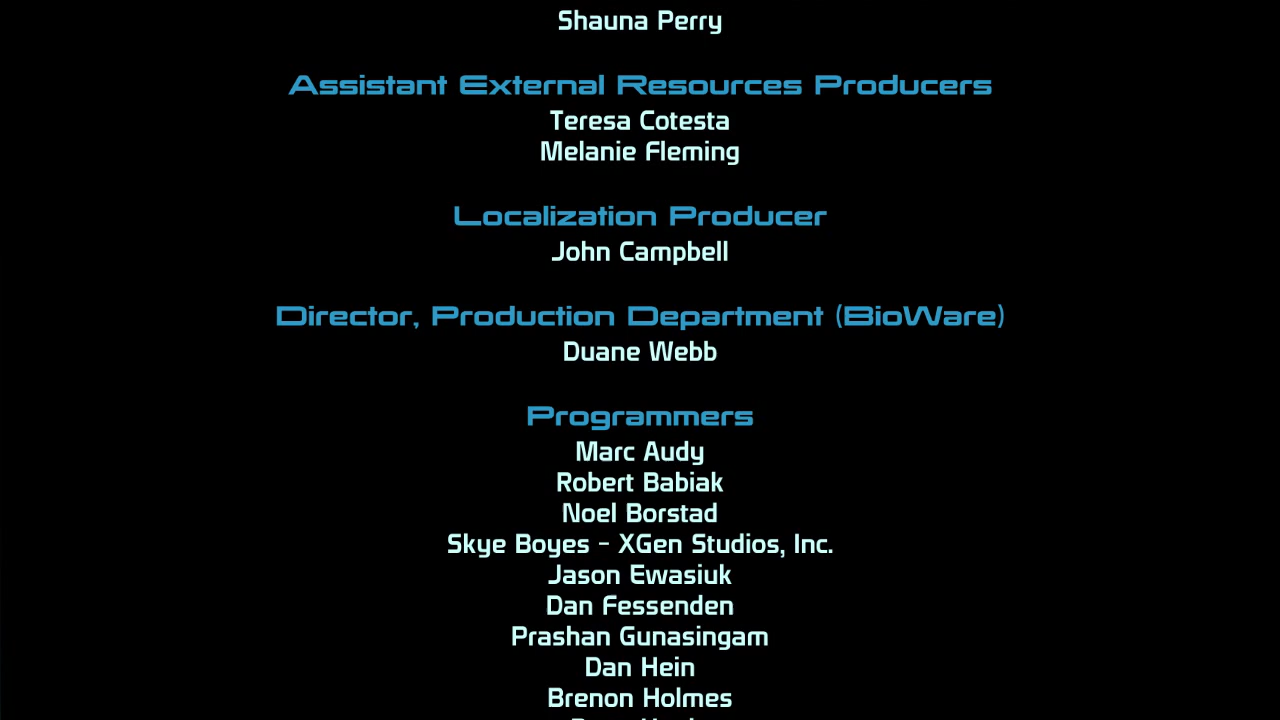 Shauna Perry
Assistant External Resources Producers
Teresa Cotesta
Melanie Fleming
Localization Producer
John Campbell
Director, Production Department (BioWare)
Duane Webb
Programmers
Marc Audy
Robert Babiak
Noel Borstad
Skye Boyes - XGen Studios, Inc.
Jason Ewasiuk
Dan Fessenden
Prashan Gunasingam
Dan Hein
Brenon Holmes